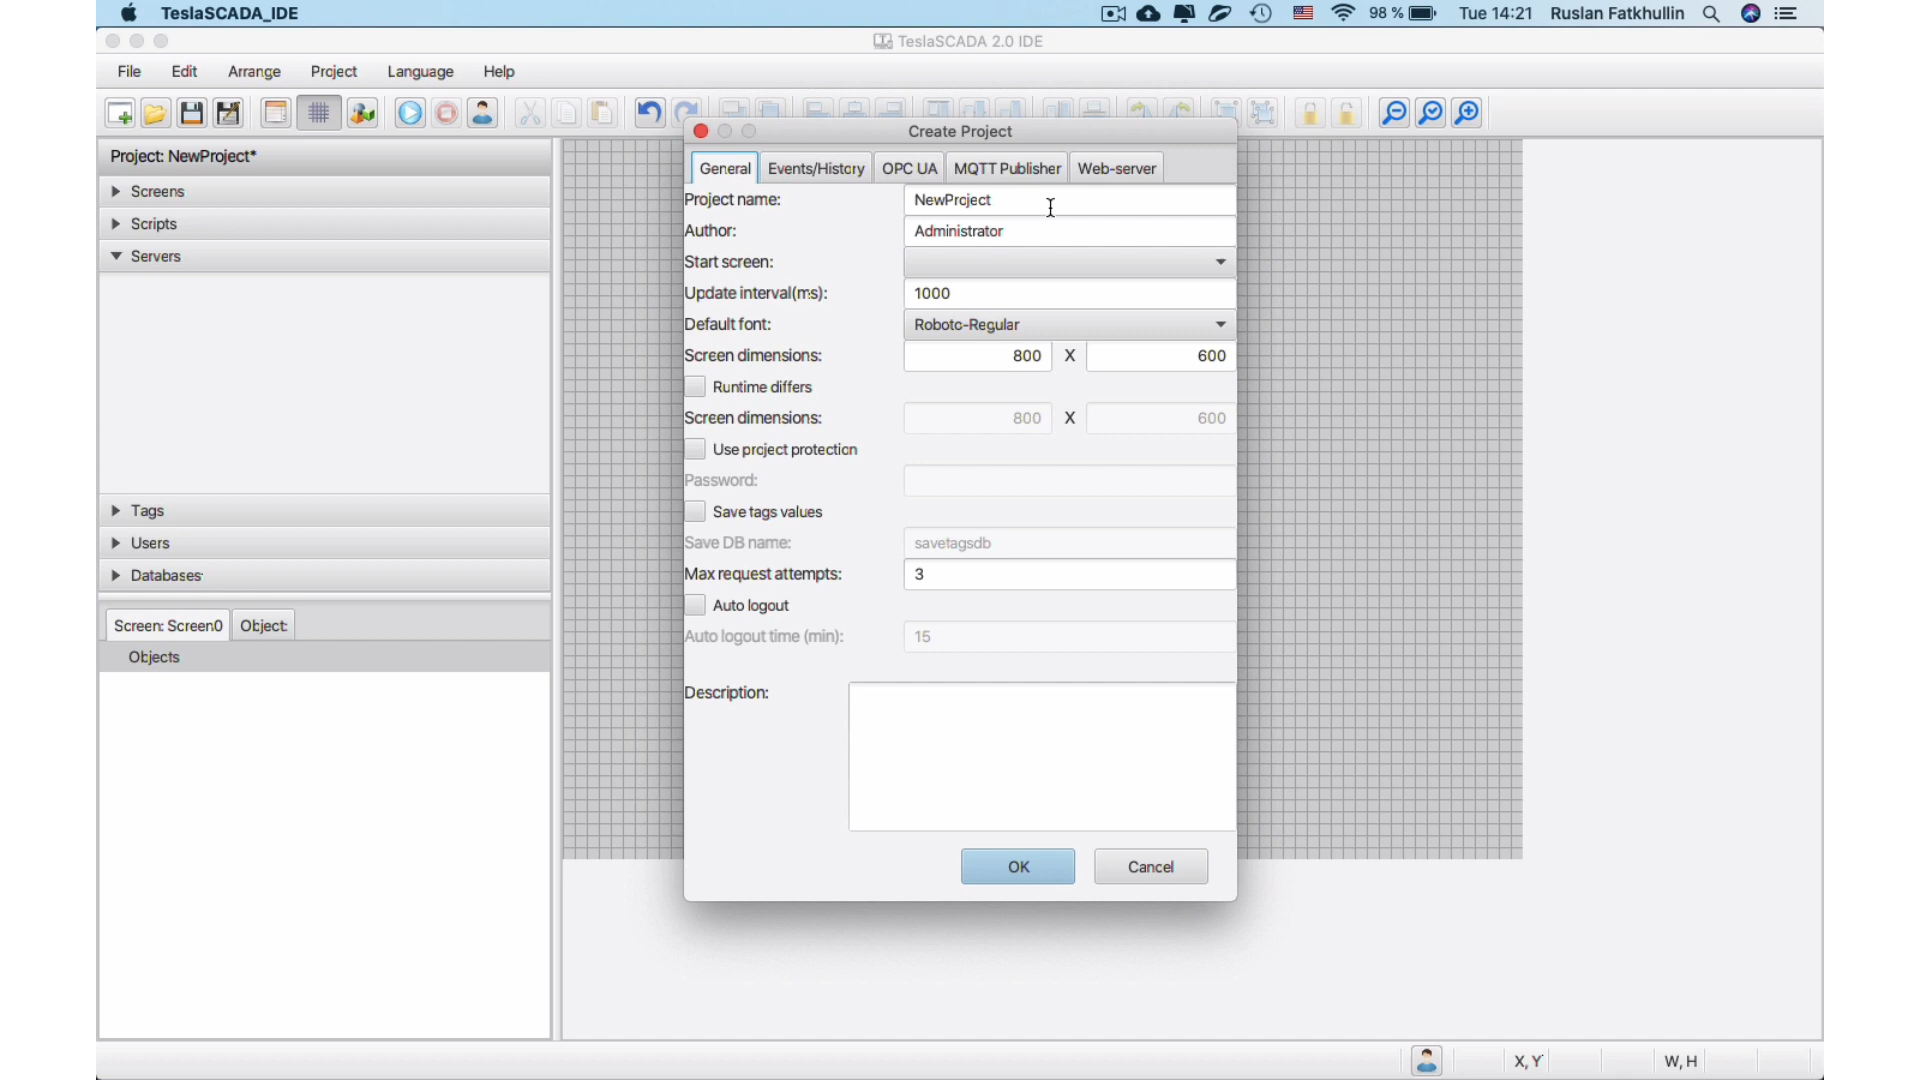 TeslaSCADA_IDE
98 %
Tue 14:21
Ruslan Fatkhullin
TeslaSCADA 2.0 IDE
File Edit Arrange Project Language Help
Create Project
Project: NewProject*
Screens
Scripts
Servers
Tags
Users
Databases
Screen: Screen0
Object:
Objects
General
Events/History
OPC UA
MQTT Publisher
Web-server
Project name: NewProject
Author: Administrator
Start screen:
Update interval(ms): 1000
Default font: Roboto-Regular
Screen dimensions: 800 X 600
Runtime differs
Screen dimensions: 800 X 600
Use project protection
Password:
Save tags values
Save DB name: savetagsdb
Max request attempts: 3
Auto logout
Auto logout time (min): 15
Description:
OK
Cancel
X, Y
W, H